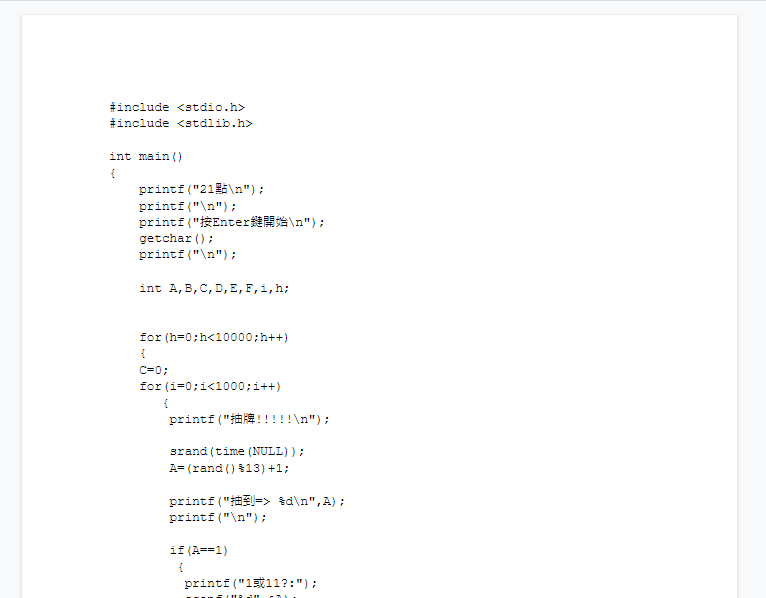 #include <stdio.h>
#include <stdlib.h>
int main()
{
printf("21點\n");
printf("\n");
printf("按Enter鍵開始\n");
getchar();
printf("\n");
int A,B,C,D,E,F,i,h;
for(h=0;h<10000;h++)
{
C=0;
for(i=0;i<1000;i++)
{
printf("抽牌!!!!!\n");
srand(time(NULL));
A=(rand()%13)+1;
printf("抽到=> %d\n",A);
printf("\n");
if(A==1)
{
printf("1或11?:");